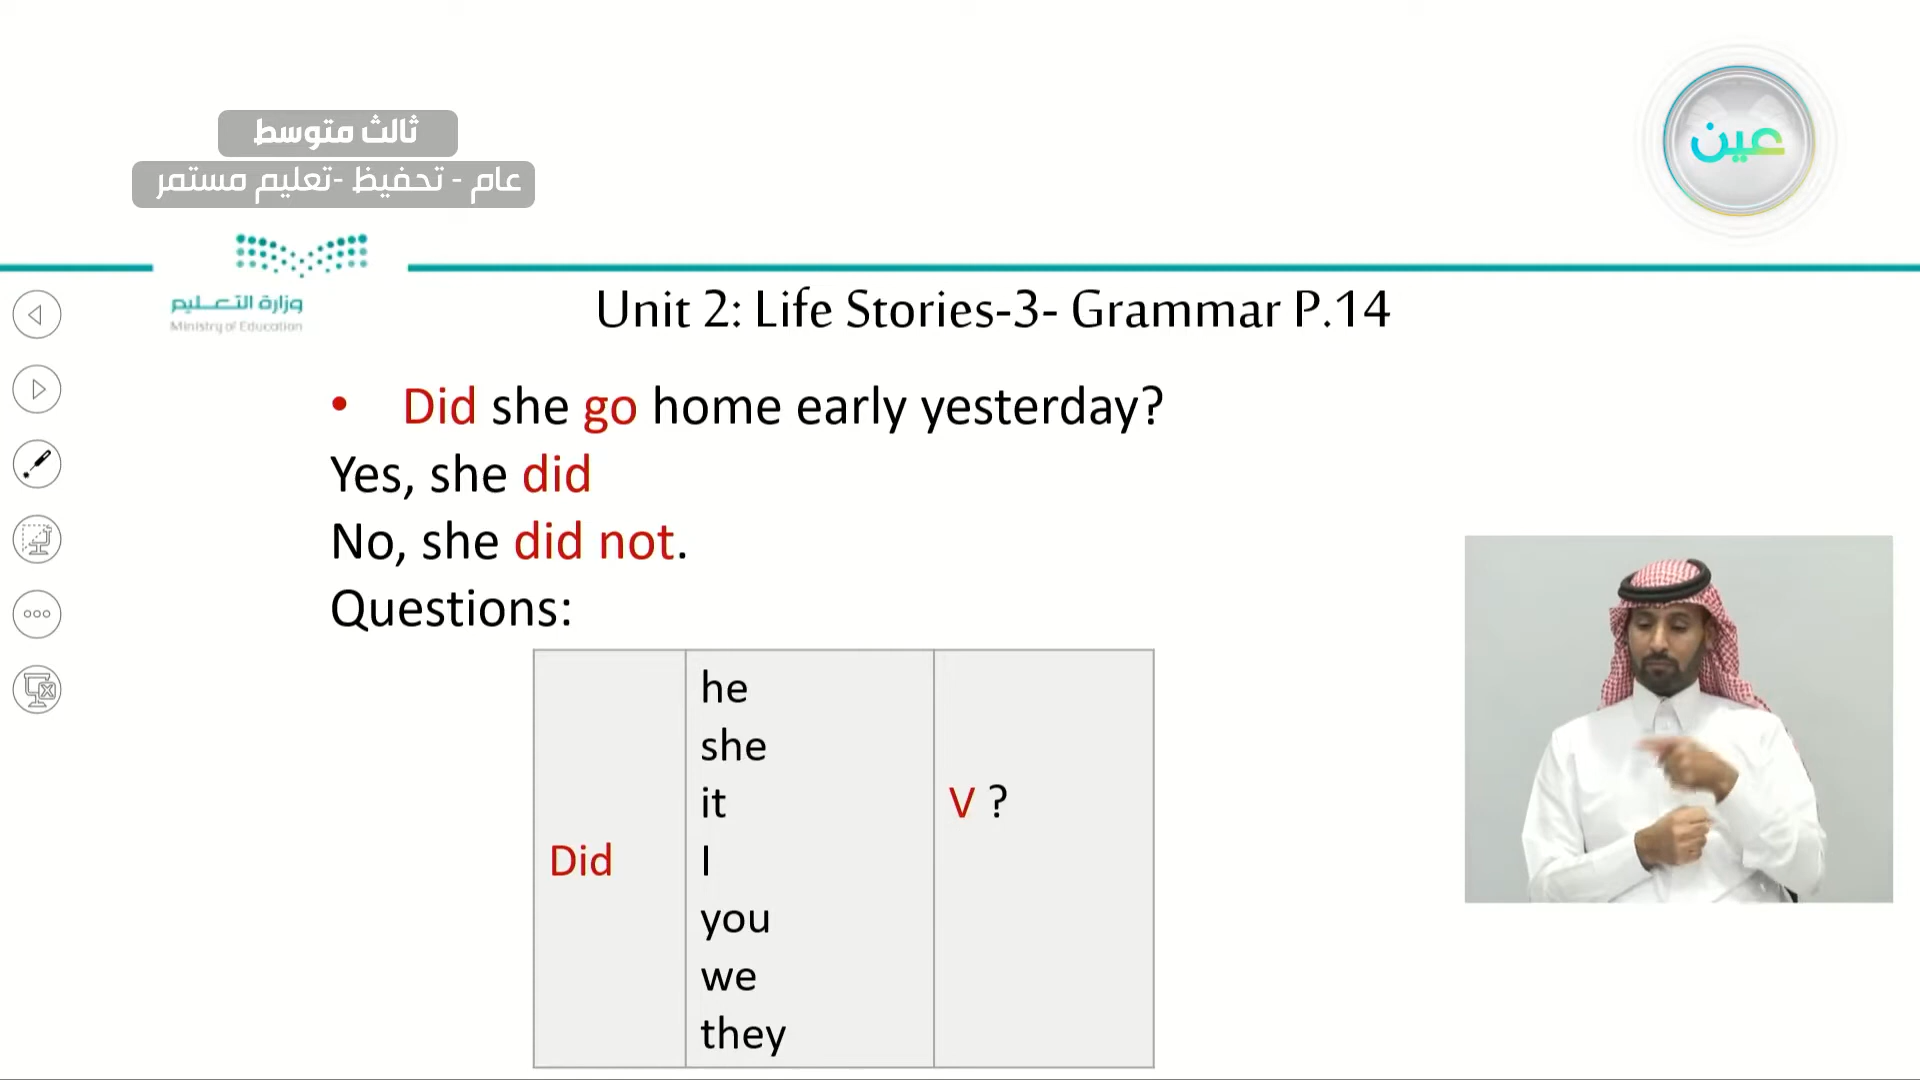 ثالث متوسط
عام - تحفيظ -تعليم مستمر
عين
وزارة التعليم
Ministry of Education
Unit 2: Life Stories-3- Grammar P.14
• Did she go home early yesterday?
Yes, she did
No, she did not.
Questions:
he
she
it
V ?
Did
I
you
we
they